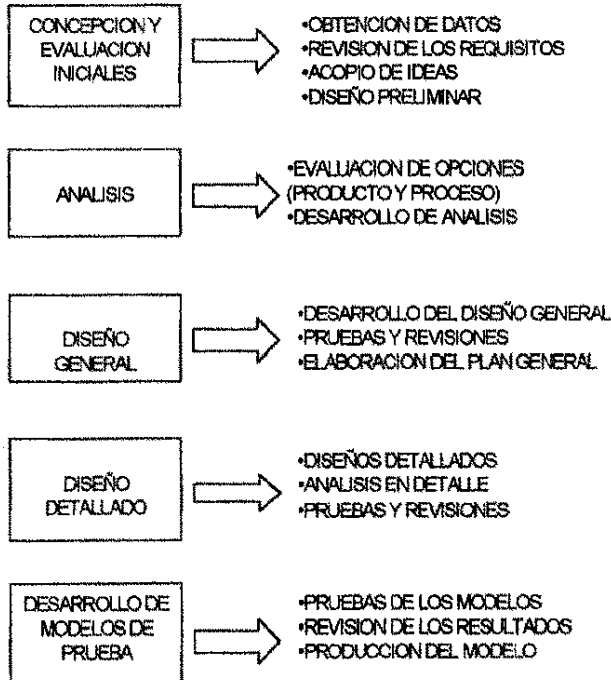 CONCEPCION Y
EVALUACION
INICIALES
•OBTENCION DE DATOS
•REVISION DE LOS REQUISITOS
•ACOPIO DE IDEAS
•DISEÑO PRELIMINAR
ANALISIS
•EVALUACION DE OPCIONES
(PRODUCTO Y PROCESO)
•DESARROLLO DE ANALISIS
DISEÑO
GENERAL
•DESARROLLO DEL DISEÑO GENERAL
•PRUEBAS Y REVISIONES
•ELABORACION DEL PLAN GENERAL
DISEÑO
DETALLADO
•DISEÑOS DETALLADOS
•ANALISIS EN DETALLE
•PRUEBAS Y REVISIONES
DESARROLLO DE
MODELOS DE
PRUEBA
•PRUEBAS DE LOS MODELOS
•REVISION DE LOS RESULTADOS
•PRODUCCION DEL MODELO